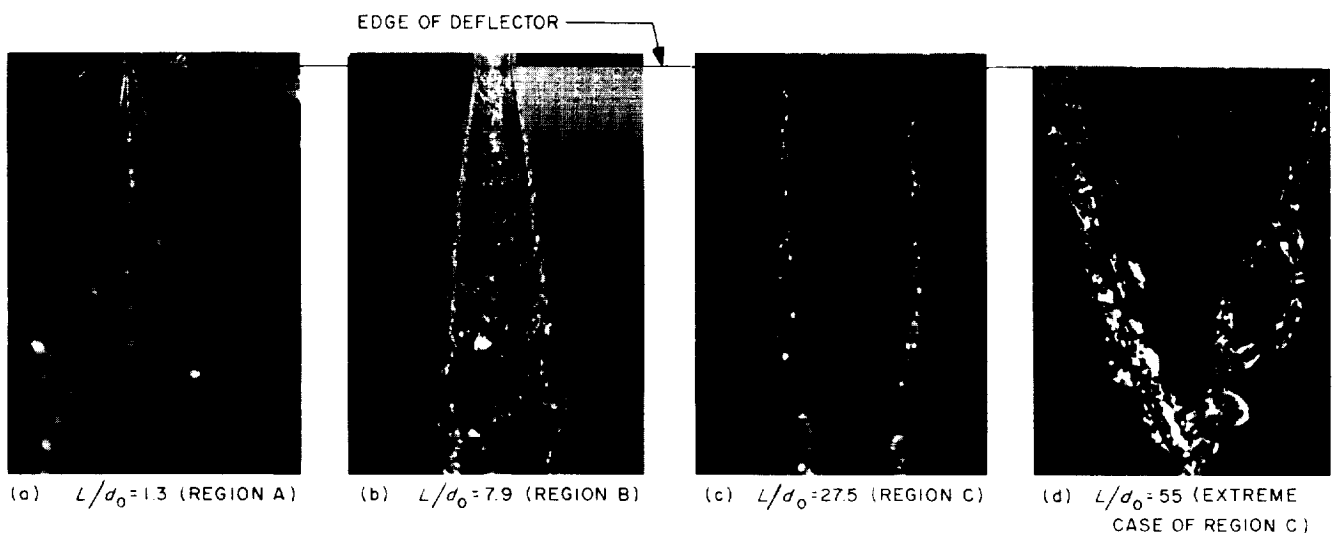 EDGE OF DEFLECTOR
(a) L/d₀=1.3 (REGION A)
(b) L/d₀=7.9 (REGION B)
(c) L/d₀=27.5 (REGION C)
(d) L/d₀=55 (EXTREME
CASE OF REGION C)